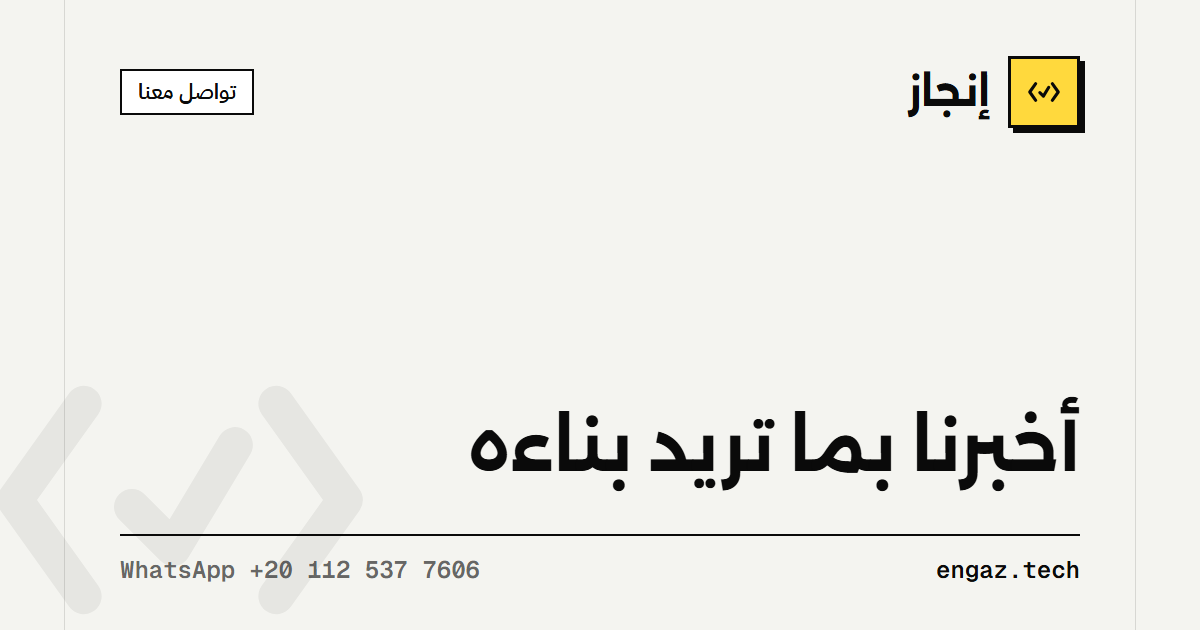 إنجاز
تواصل معنا
أخبرنا بما تريد بناءه
engaz.tech
WhatsApp +20 112 537 7606